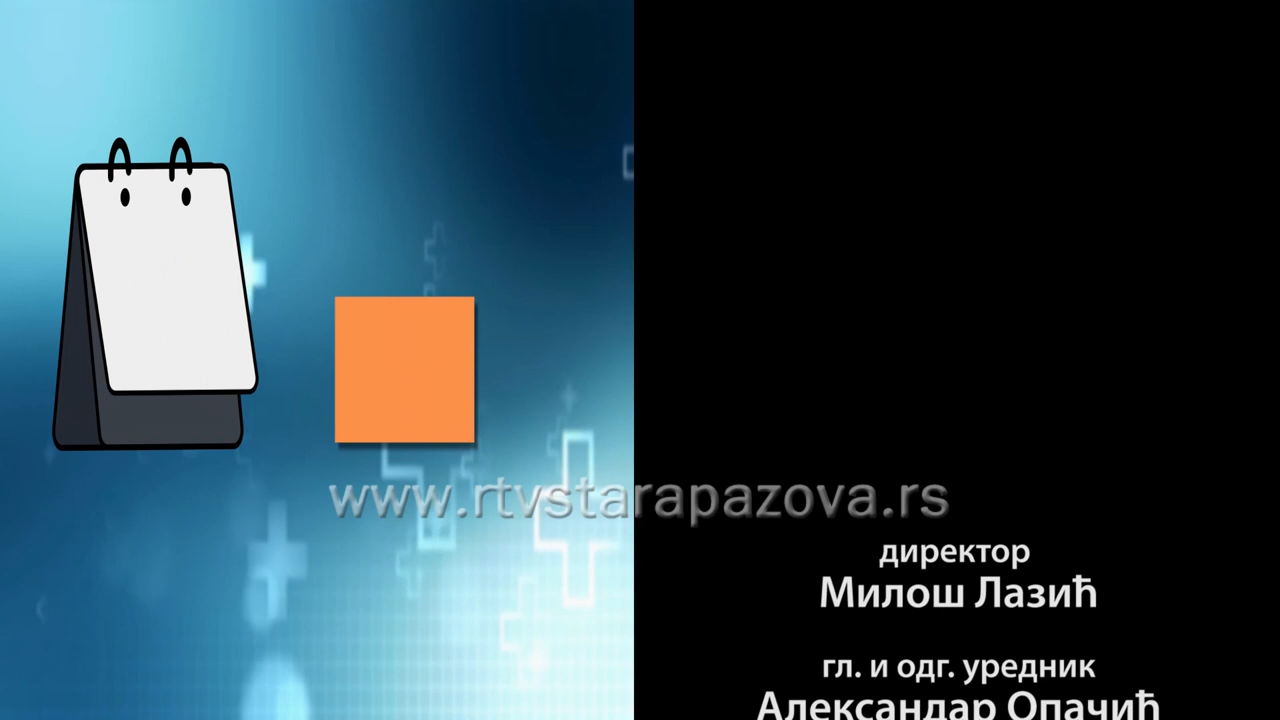 www.rtvstarapazova.rs
директор
Милош Лазић
гл. и одг. уредник
Александар Опачић